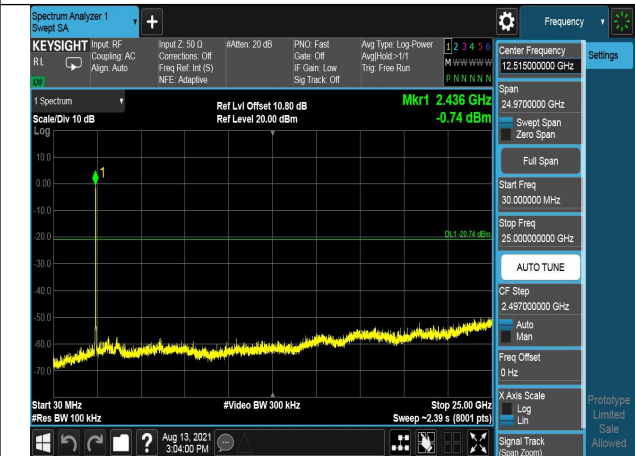 Spectrum Analyzer 1
Swept SA
+
Frequency
KEYSIGHT
RL
Input: RF
Coupling: AC
Align: Auto
Input Z: 50 Ω
Corrections: Off
Freq Ref: Int (S)
NFE: Adaptive
#Atten: 20 dB
PNO: Fast
Gate: Off
IF Gain: Low
Sig Track: Off
Avg Type: Log-Power
Avg|Hold:>1/1
Trig: Free Run
1 2 3 4 5 6
M W W W W W
P N N N N N
1 Spectrum
Scale/Div 10 dB
Ref Lvl Offset 10.80 dB
Ref Level 20.00 dBm
Mkr1 2.436 GHz
-0.74 dBm
Log
10.0
0.00
-10.0
-20.0
-30.0
-40.0
-50.0
-60.0
-70.0
1
DL1 -20.74 dBm
Start 30 MHz
#Res BW 100 kHz
#Video BW 300 kHz
Stop 25.00 GHz
Sweep ~2.39 s (8001 pts)
?
Aug 13, 2021
3:04:00 PM
Center Frequency
12.515000000 GHz
Settings
Span
24.9700000 GHz
Swept Span
Zero Span
Full Span
Start Freq
30.000000 MHz
Stop Freq
25.000000000 GHz
AUTO TUNE
CF Step
2.497000000 GHz
Auto
Man
Freq Offset
0 Hz
X Axis Scale
Log
Lin
Signal Track
(Span Zoom)
Prototype
Limited
Sale
Allowed